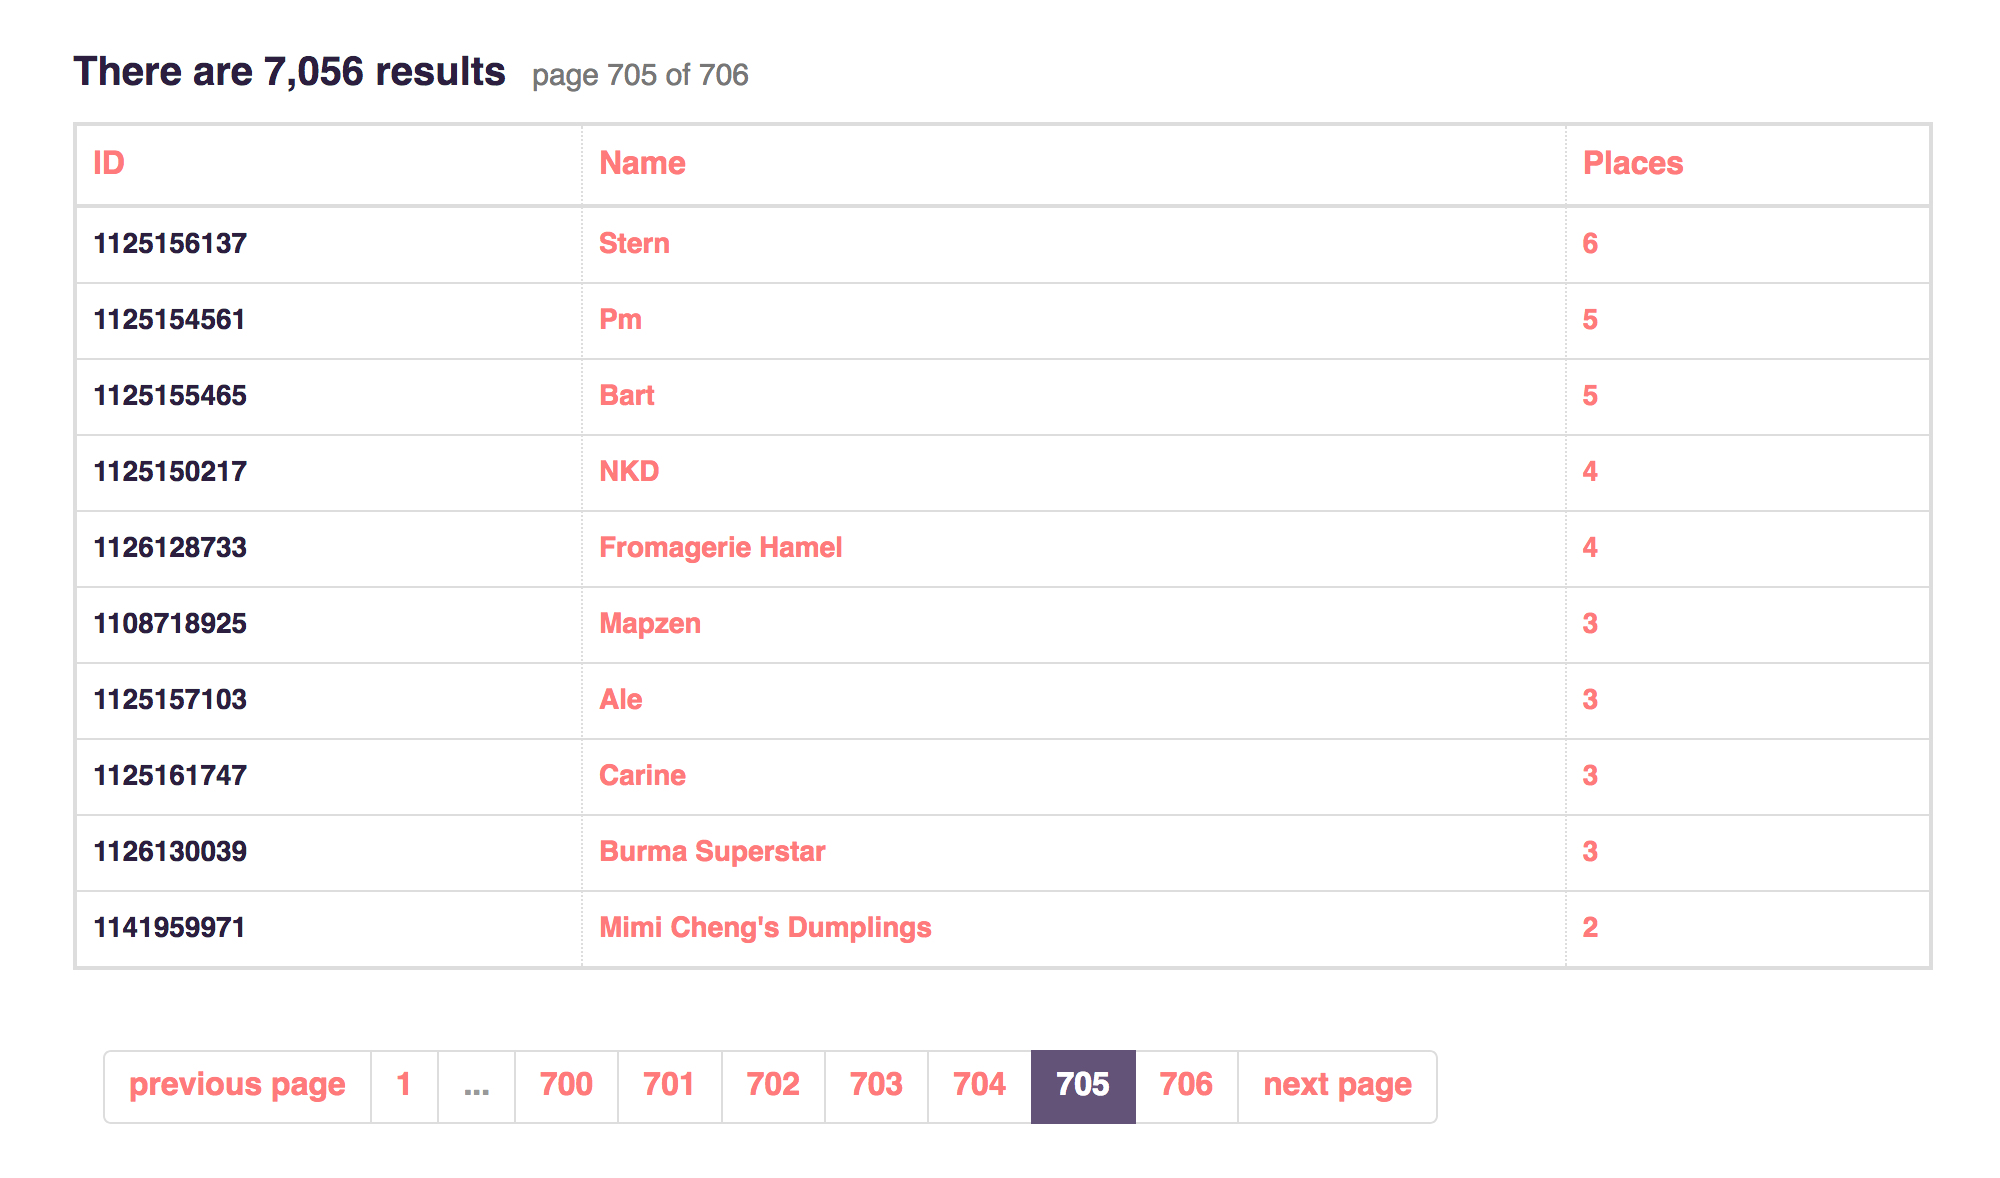 There are 7,056 results page 705 of 706
ID Name Places
1125156137 Stern 6
1125154561 Pm 5
1125155465 Bart 5
1125150217 NKD 4
1126128733 Fromagerie Hamel 4
1108718925 Mapzen 3
1125157103 Ale 3
1125161747 Carine 3
1126130039 Burma Superstar 3
1141959971 Mimi Cheng's Dumplings 2
previous page 1 ... 700 701 702 703 704 705 706 next page